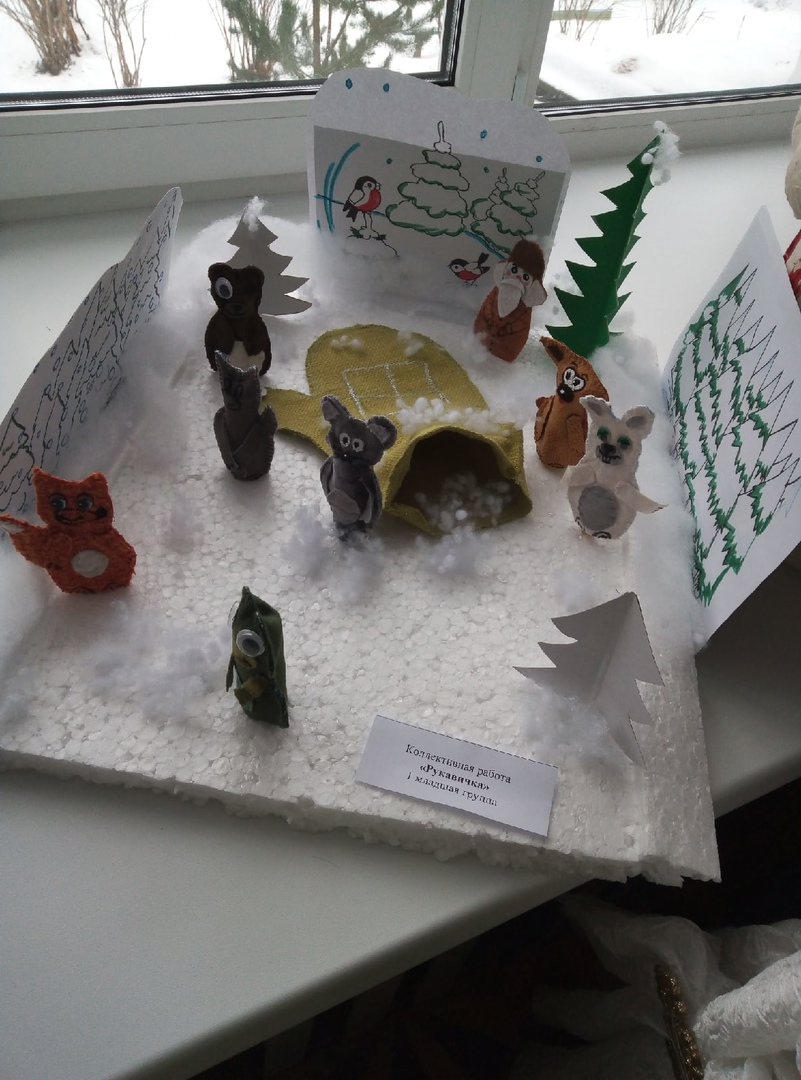 Коллективная работа
«Рукавичка»
1 младшая группа